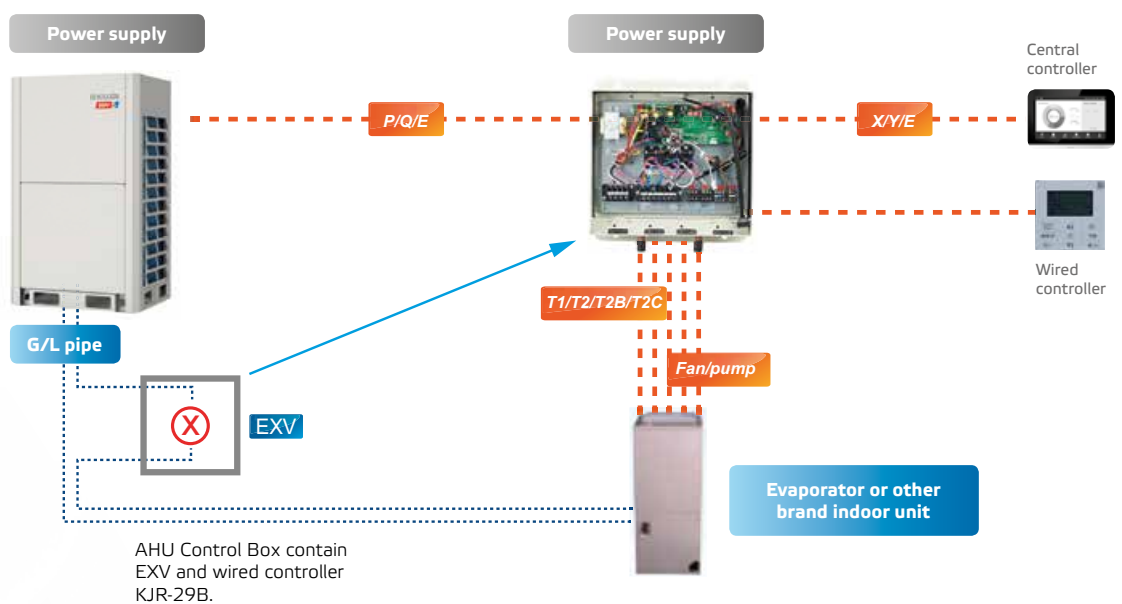 Power supply
Power supply
Central
controller
P/Q/E
X/Y/E
Wired
controller
T1/T2/T2B/T2C
G/L pipe
Fan/pump
X
EXV
Evaporator or other
brand indoor unit
AHU Control Box contain
EXV and wired controller
KJR-29B.